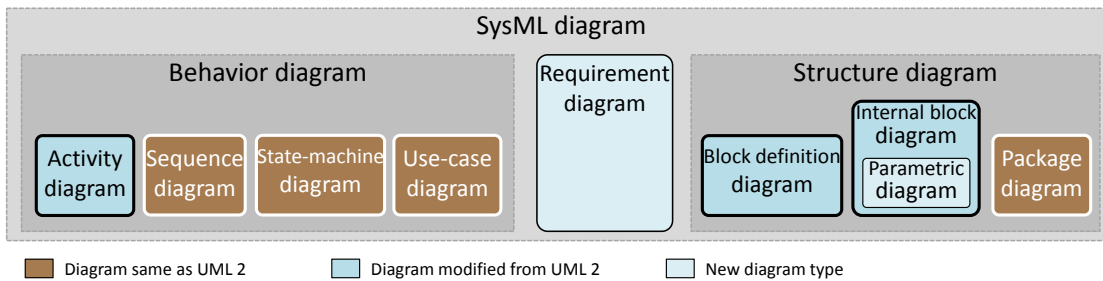 SysML diagram
Behavior diagram
Activity
diagram
Sequence
diagram
State-machine
diagram
Use-case
diagram
Requirement
diagram
Structure diagram
Block definition
diagram
Internal block
diagram
Parametric
diagram
Package
diagram
Diagram same as UML 2
Diagram modified from UML 2
New diagram type